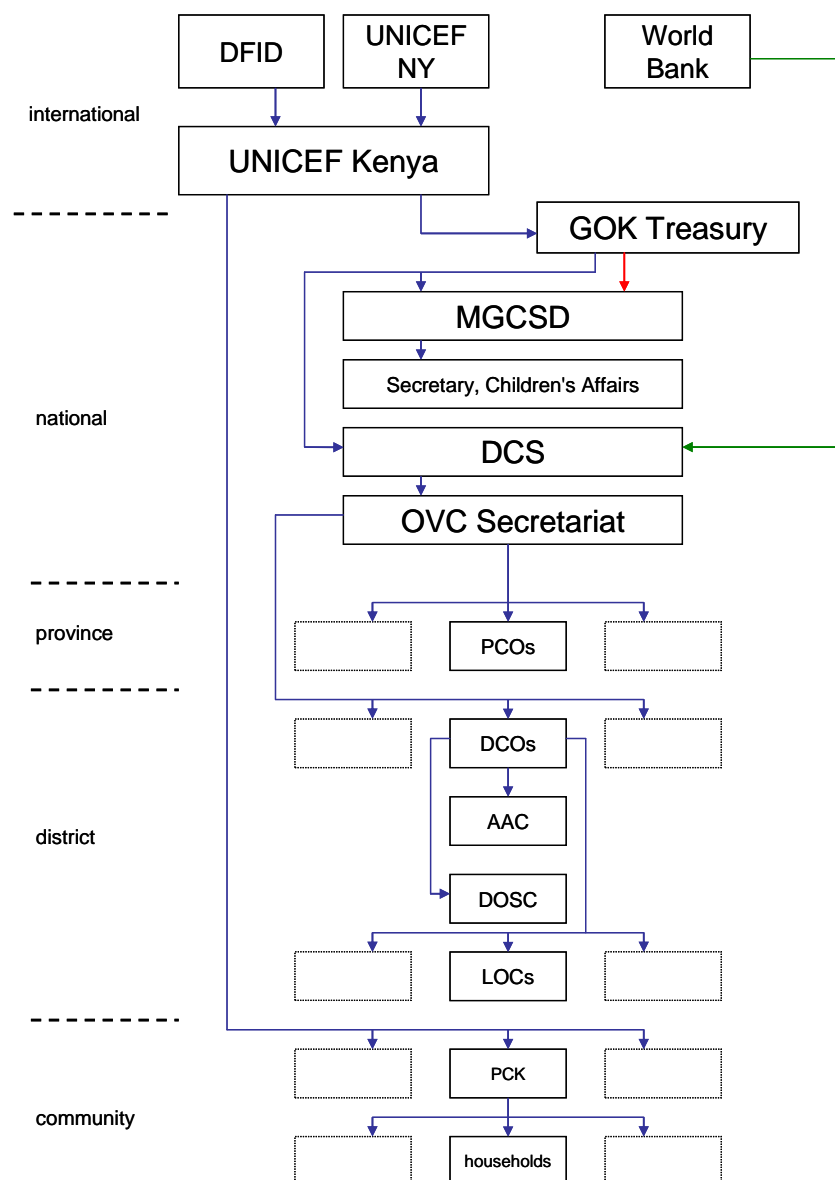 DFID
UNICEF
NY
World
Bank
international
UNICEF Kenya
GOK Treasury
MGCSD
Secretary, Children's Affairs
national
DCS
OVC Secretariat
province
PCOs
DCOs
AAC
district
DOSC
LOCs
PCK
community
households